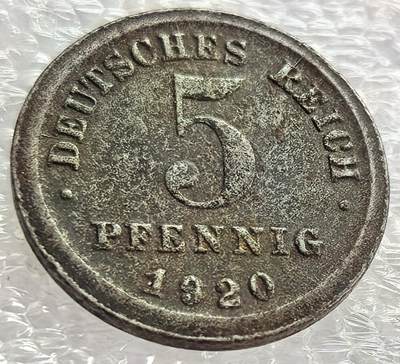 DEUTSCHES REICH
5
PFENNIG
1920